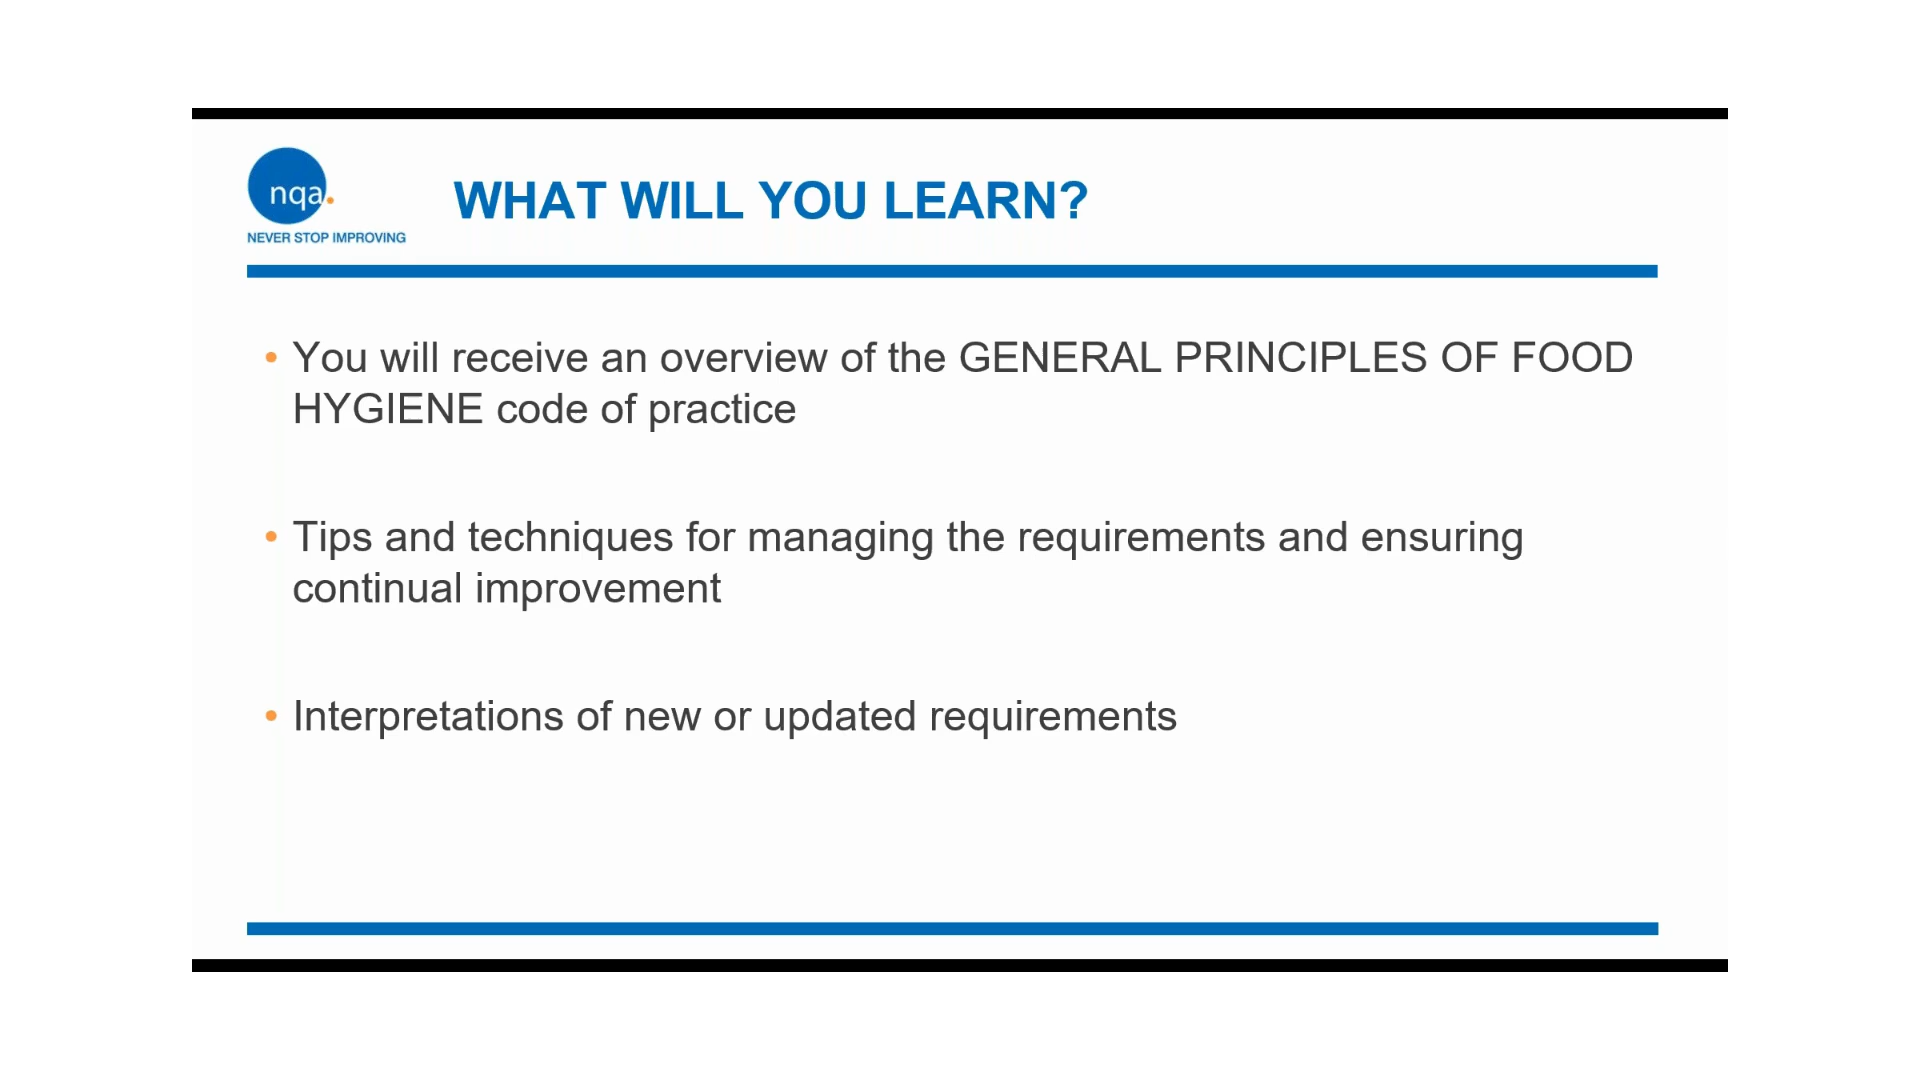 nqa.
NEVER STOP IMPROVING
WHAT WILL YOU LEARN?
• You will receive an overview of the GENERAL PRINCIPLES OF FOOD
HYGIENE code of practice
• Tips and techniques for managing the requirements and ensuring
continual improvement
• Interpretations of new or updated requirements